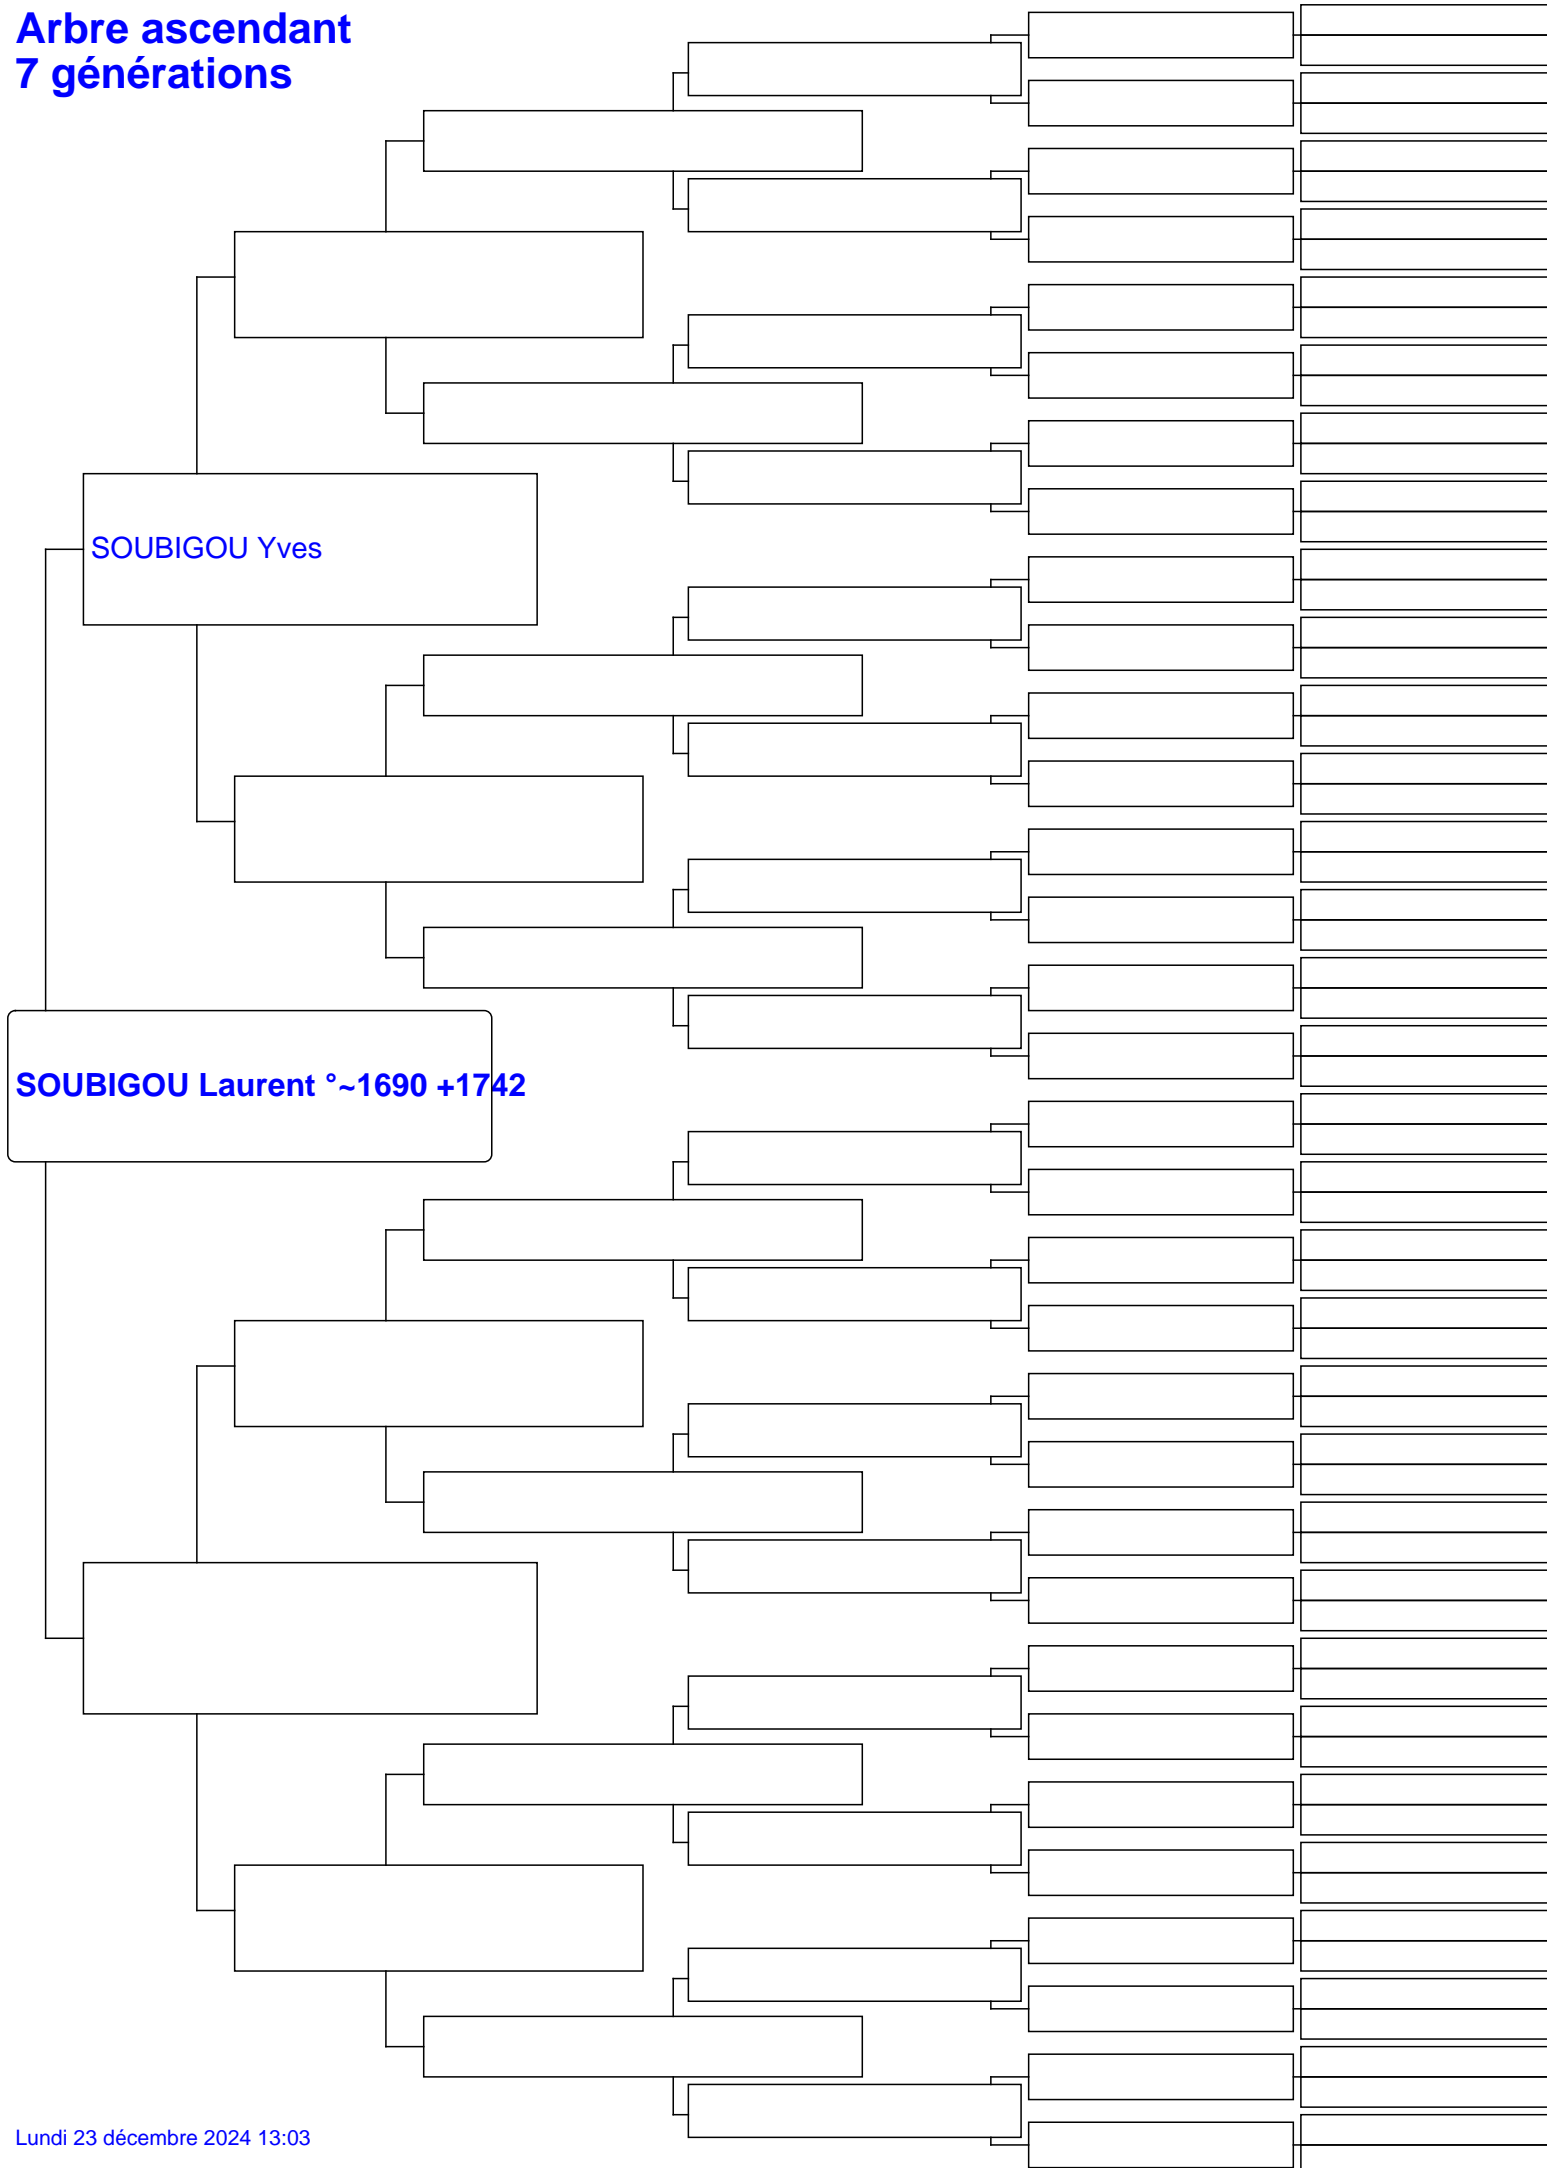 Arbre ascendant
7 générations
SOUBIGOU Yves
SOUBIGOU Laurent °~1690 +1742
Lundi 23 décembre 2024 13:03